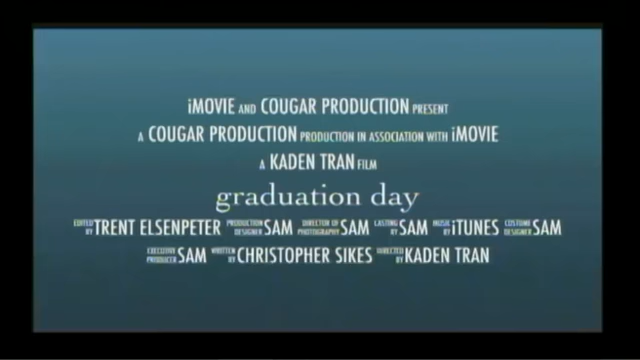 iMOVIE AND COUGAR PRODUCTION PRESENT
A COUGAR PRODUCTION PRODUCTION IN ASSOCIATION WITH iMOVIE
A KADEN TRAN FILM
graduation day
EDITED BY TRENT ELSENPETER PRODUCTION DESIGNER SAM DIRECTOR OF PHOTOGRAPHY SAM CASTING BY SAM MUSIC BY iTUNES COSTUME DESIGNER SAM
EXECUTIVE PRODUCER SAM WRITTEN BY CHRISTOPHER SIKES DIRECTED BY KADEN TRAN